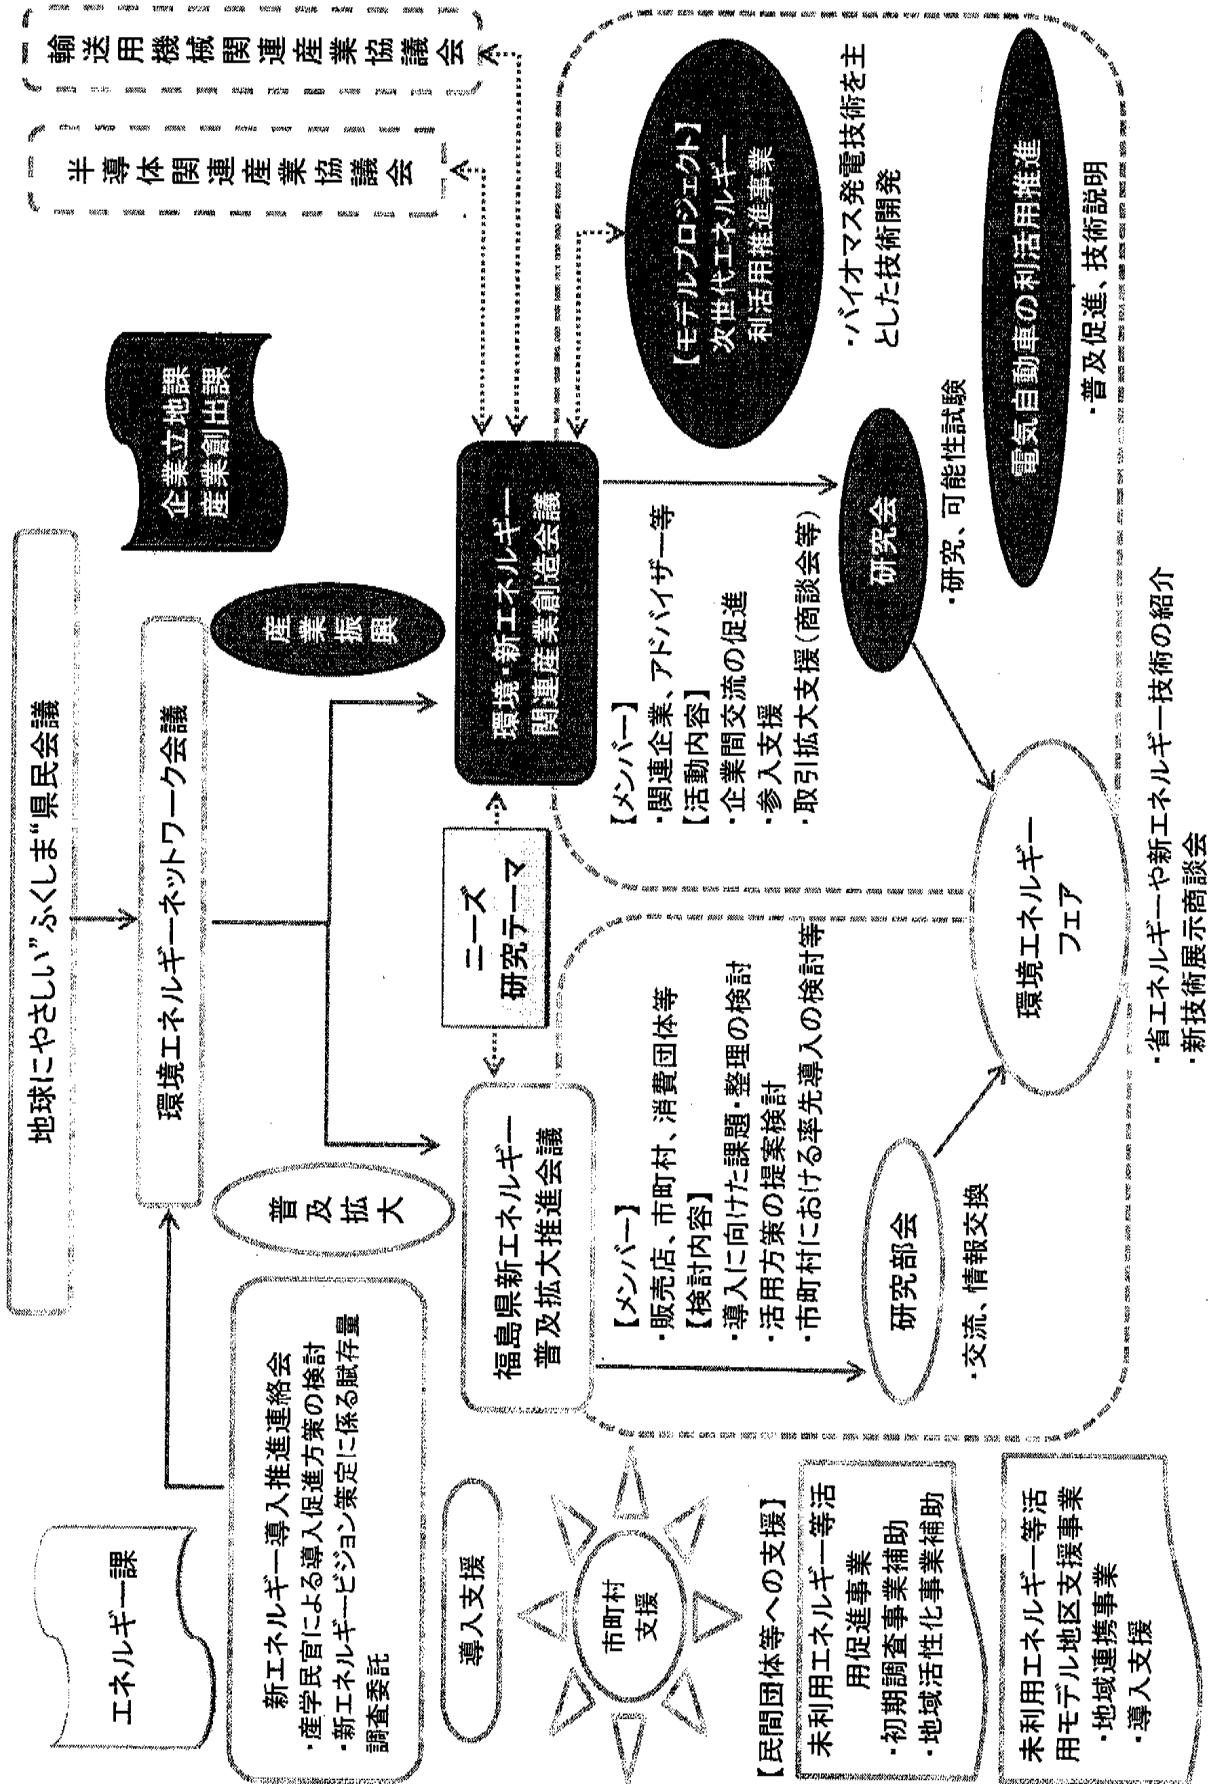 地球にやさしい"ふくしま"県民会議
環境エネルギーネットワーク会議
エネルギー課
新エネルギー導入推進連絡会
・産学民官による導入促進方策の検討
・新エネルギービジョン策定に係る賦存量
調査委託
普及
拡大
産業
振興
企業立地課
産業創出課
半導体関連産業協議会
輸送用機械関連産業協議会
導入支援
福島県新エネルギー
普及拡大推進会議
ニーズ
研究テーマ
環境・新エネルギー
関連産業創造会議
市町村
支援
【メンバー】
・販売店、市町村、消費団体等
【検討内容】
・導入に向けた課題・整理の検討
・活用方策の提案検討
・市町村における率先導入の検討等
【メンバー】
・関連企業、アドバイザー等
【活動内容】
・企業間交流の促進
・参入支援
・取引拡大支援(商談会等)
【モデルプロジェクト】
次世代エネルギー
利活用推進事業
・バイオマス発電技術を主
とした技術開発
【民間団体等への支援】
未利用エネルギー等活
用促進事業
・初期調査事業補助
・地域活性化事業補助
未利用エネルギー等活
用モデル地区支援事業
・地域連携事業
・導入支援
研究部会
・交流、情報交換
研究会
・研究、可能性試験
電気自動車の利活用推進
・普及促進、技術説明
環境エネルギー
フェア
・省エネルギーや新エネルギー技術の紹介
・新技術展示商談会